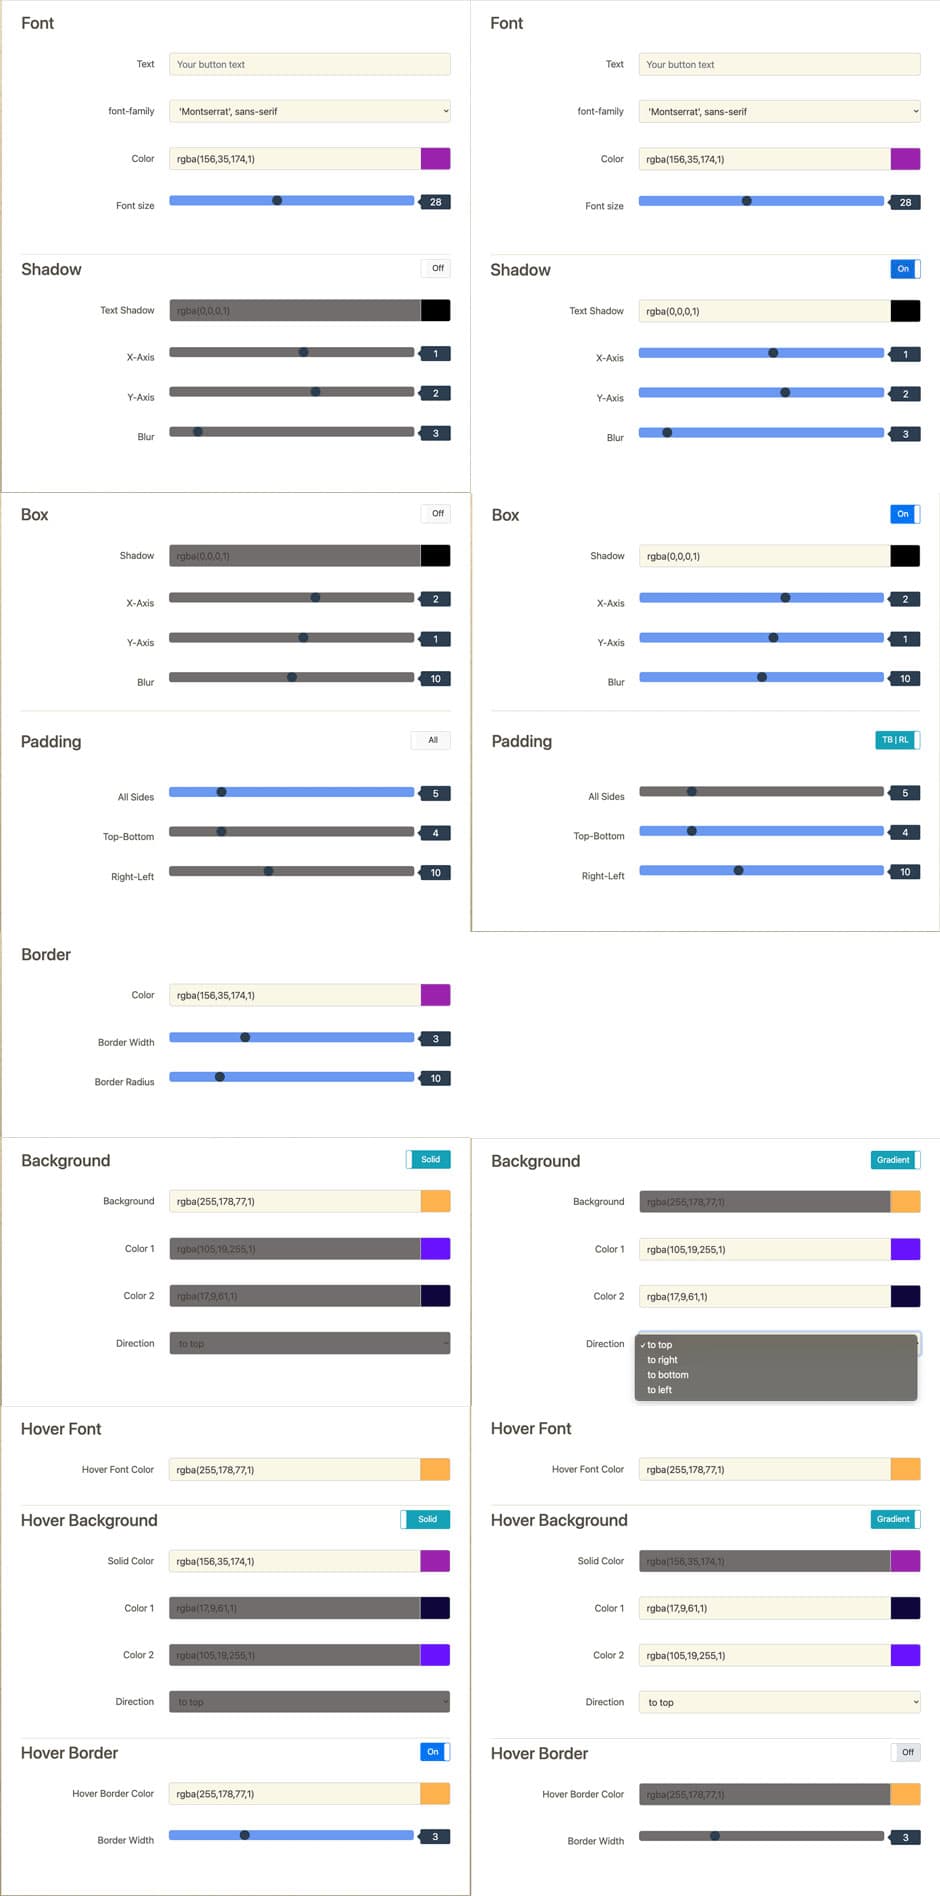 Font
Text Your button text
font-family 'Montserrat', sans-serif
Color rgba(156,35,174,1)
Font size 28
Shadow Off
Text Shadow rgba(0,0,0,1)
X-Axis 1
Y-Axis 2
Blur 3
Font
Text Your button text
font-family 'Montserrat', sans-serif
Color rgba(156,35,174,1)
Font size 28
Shadow On
Text Shadow rgba(0,0,0,1)
X-Axis 1
Y-Axis 2
Blur 3
Box Off
Shadow rgba(0,0,0,1)
X-Axis 2
Y-Axis 1
Blur 10
Padding All
All Sides 5
Top-Bottom 4
Right-Left 10
Box On
Shadow rgba(0,0,0,1)
X-Axis 2
Y-Axis 1
Blur 10
Padding TB | RL
All Sides 5
Top-Bottom 4
Right-Left 10
Border
Color rgba(156,35,174,1)
Border Width 3
Border Radius 10
Background Solid
Background rgba(255,178,77,1)
Color 1 rgba(105,19,255,1)
Color 2 rgba(17,9,61,1)
Direction to top
Background Gradient
Background rgba(255,178,77,1)
Color 1 rgba(105,19,255,1)
Color 2 rgba(17,9,61,1)
Direction ✓ to top
to right
to bottom
to left
Hover Font
Hover Font Color rgba(255,178,77,1)
Hover Background Solid
Solid Color rgba(156,35,174,1)
Color 1 rgba(17,9,61,1)
Color 2 rgba(105,19,255,1)
Direction to top
Hover Border On
Hover Border Color rgba(255,178,77,1)
Border Width 3
Hover Font
Hover Font Color rgba(255,178,77,1)
Hover Background Gradient
Solid Color rgba(156,35,174,1)
Color 1 rgba(17,9,61,1)
Color 2 rgba(105,19,255,1)
Direction to top
Hover Border Off
Hover Border Color rgba(255,178,77,1)
Border Width 3